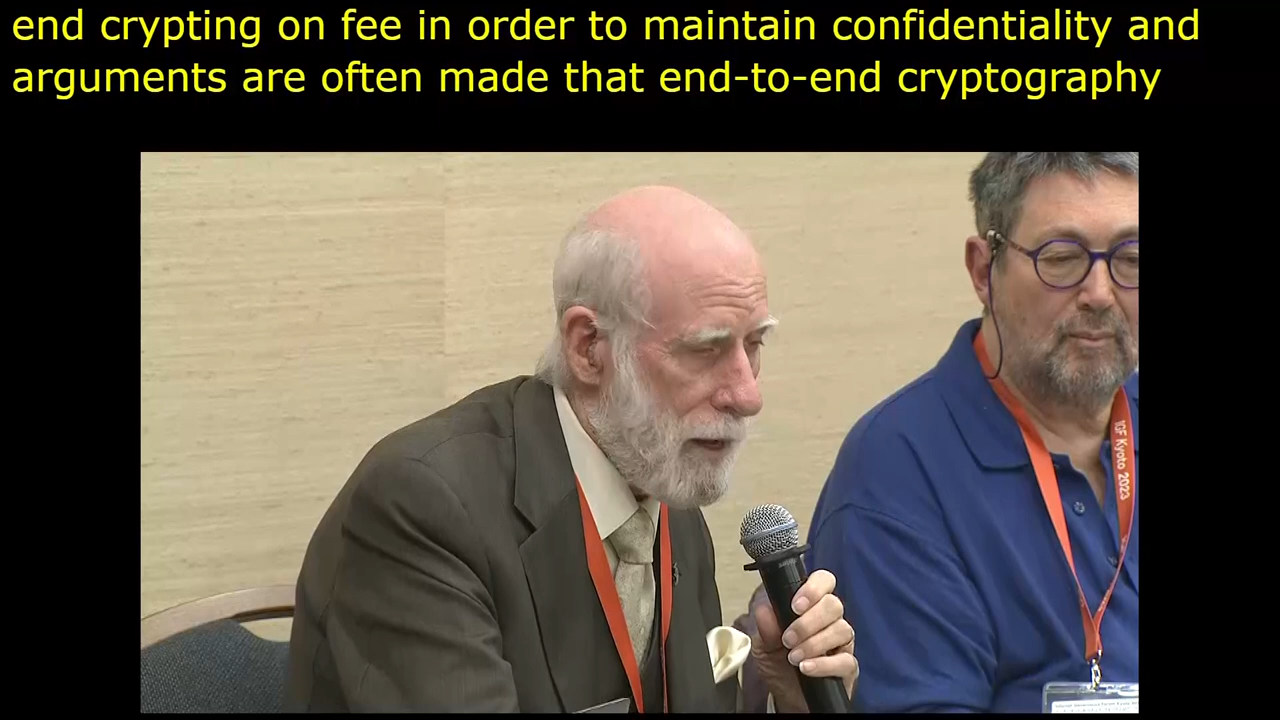 end crypting on fee in order to maintain confidentiality and
arguments are often made that end-to-end cryptography
IGF Kyoto 2023